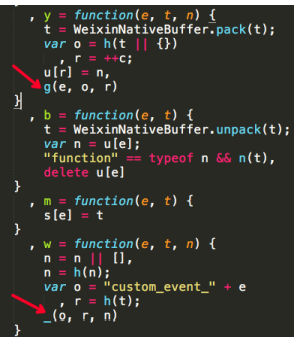 , y = function(e, t, n) {
t = WeixinNativeBuffer.pack(t);
var o = h(t || {})
, r = ++c;
u[r] = n,
g(e, o, r)
}
, b = function(e, t) {
t = WeixinNativeBuffer.unpack(t);
var n = u[e];
"function" == typeof n && n(t),
delete u[e]
}
, m = function(e, t) {
s[e] = t
}
, w = function(e, t, n) {
n = n || [],
n = h(n);
var o = "custom_event_" + e
, r = h(t);
_(o, r, n)
}